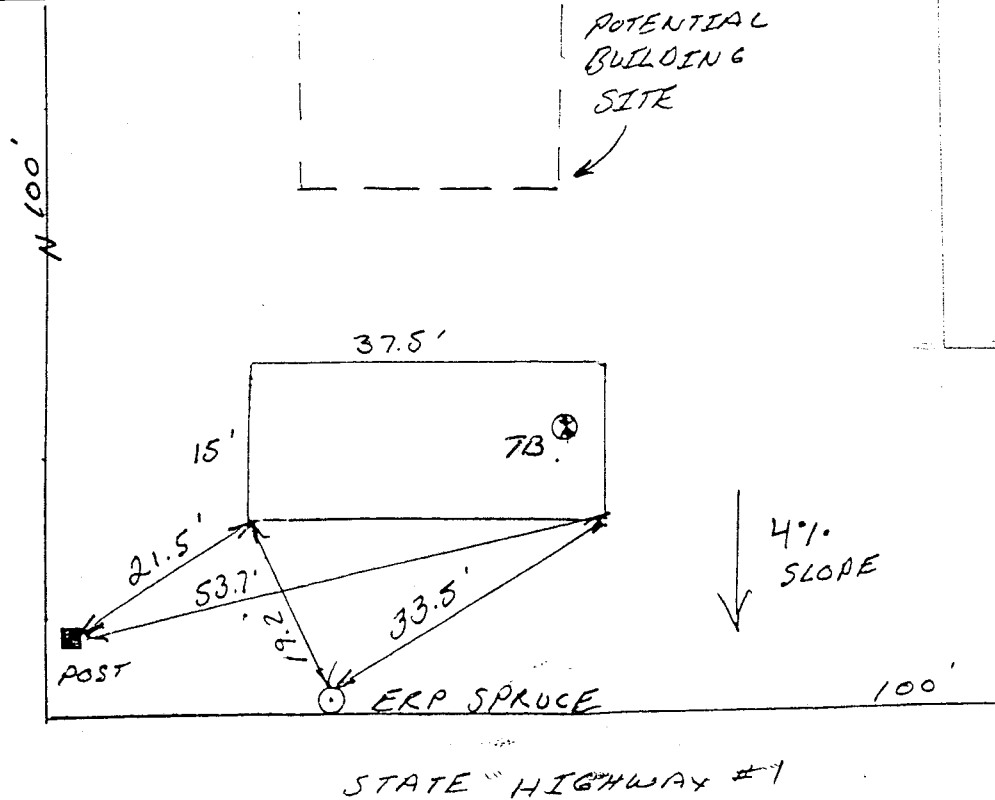 POTENTIAL
BUILDING
SITE
N 100'
37.5'
15'
TB.
21.5'
53.7'
19.2
33.5'
4%
SLOPE
POST
ERP SPRUCE
100'
STATE HIGHWAY #1